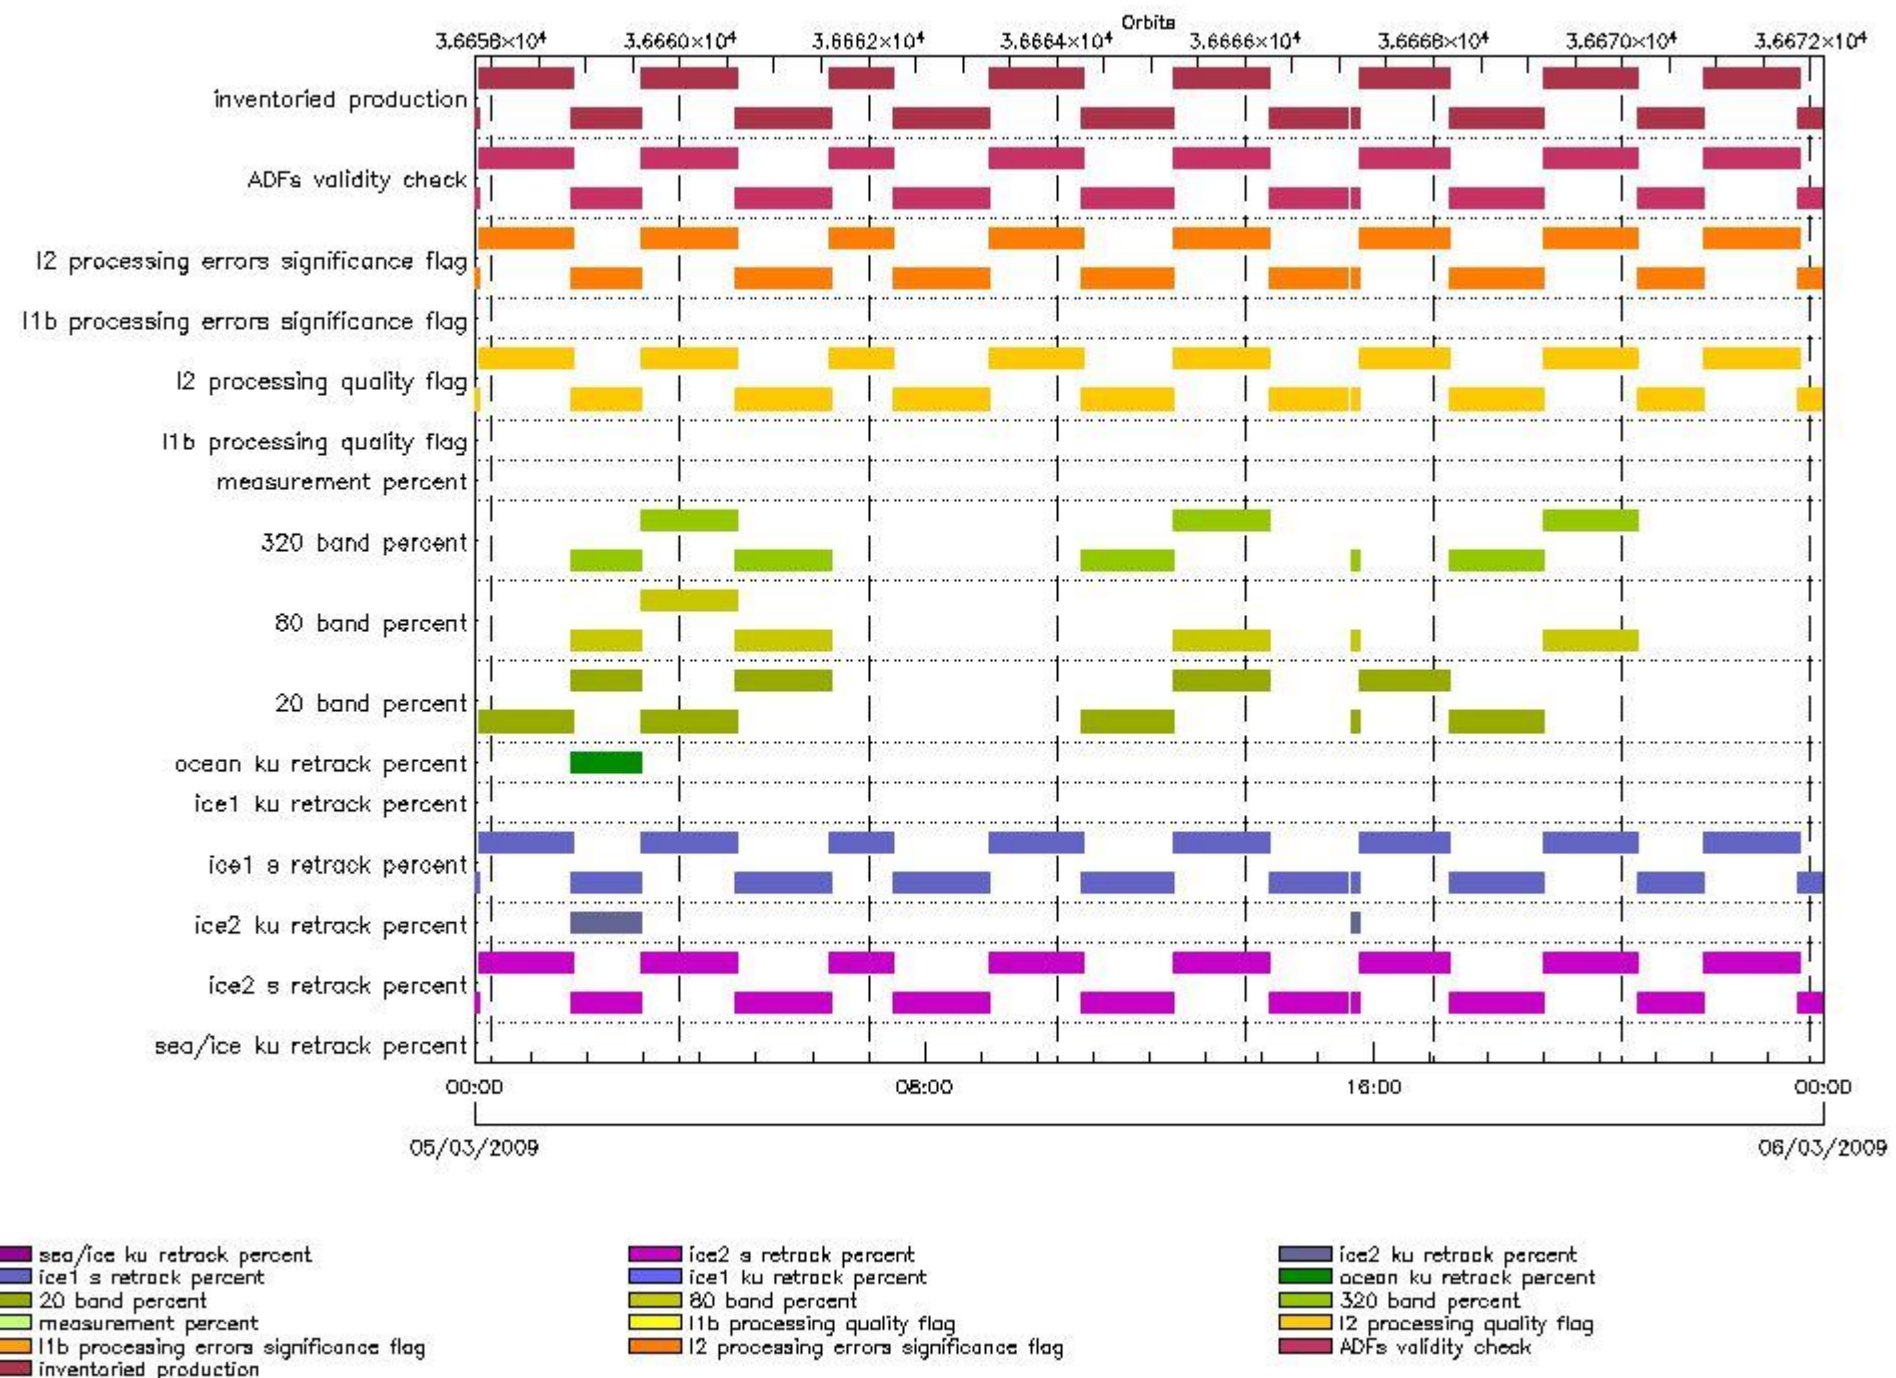 Orbits
3.6658×10⁴ 3.6660×10⁴ 3.6662×10⁴ 3.6664×10⁴ 3.6666×10⁴ 3.6668×10⁴ 3.6670×10⁴ 3.6672×10⁴
inventoried production
ADFs validity check
l2 processing errors significance flag
l1b processing errors significance flag
l2 processing quality flag
l1b processing quality flag
measurement percent
320 band percent
80 band percent
20 band percent
ocean ku retrack percent
ice1 ku retrack percent
ice1 s retrack percent
ice2 ku retrack percent
ice2 s retrack percent
sea/ice ku retrack percent
00:00 08:00 16:00 00:00
05/03/2009 06/03/2009
sea/ice ku retrack percent ice2 s retrack percent ice2 ku retrack percent
ice1 s retrack percent ice1 ku retrack percent ocean ku retrack percent
20 band percent 80 band percent 320 band percent
measurement percent l1b processing quality flag l2 processing quality flag
l1b processing errors significance flag l2 processing errors significance flag ADFs validity check
inventoried production